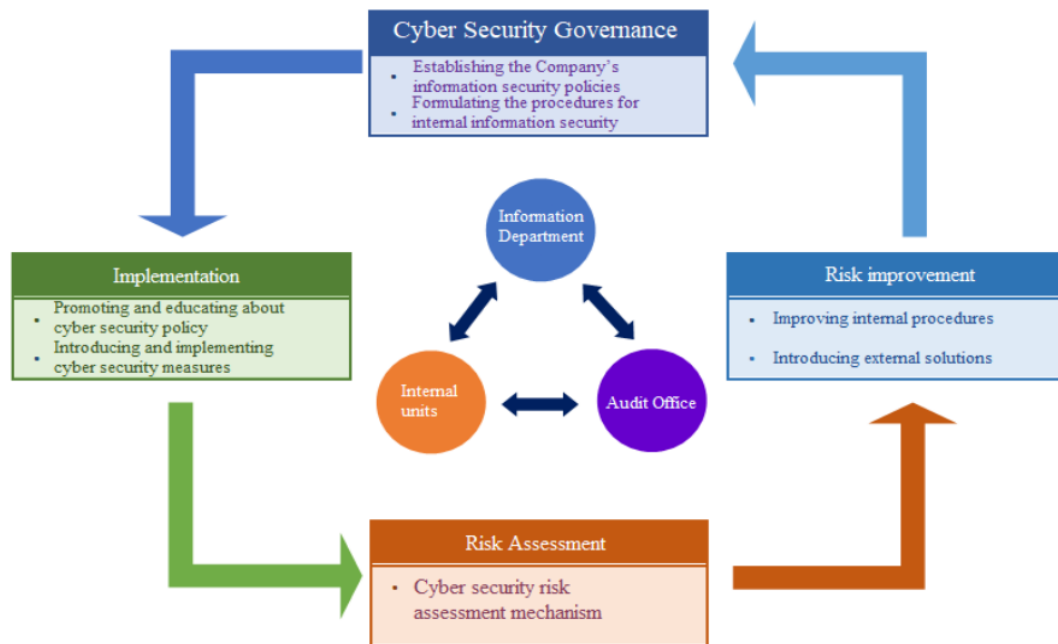 Cyber Security Governance
▪ Establishing the Company's
information security policies
▪ Formulating the procedures for
internal information security
Information
Department
Implementation
▪ Promoting and educating about
cyber security policy
▪ Introducing and implementing
cyber security measures
Risk improvement
▪ Improving internal procedures
▪ Introducing external solutions
Internal
units
Audit Office
Risk Assessment
▪ Cyber security risk
assessment mechanism